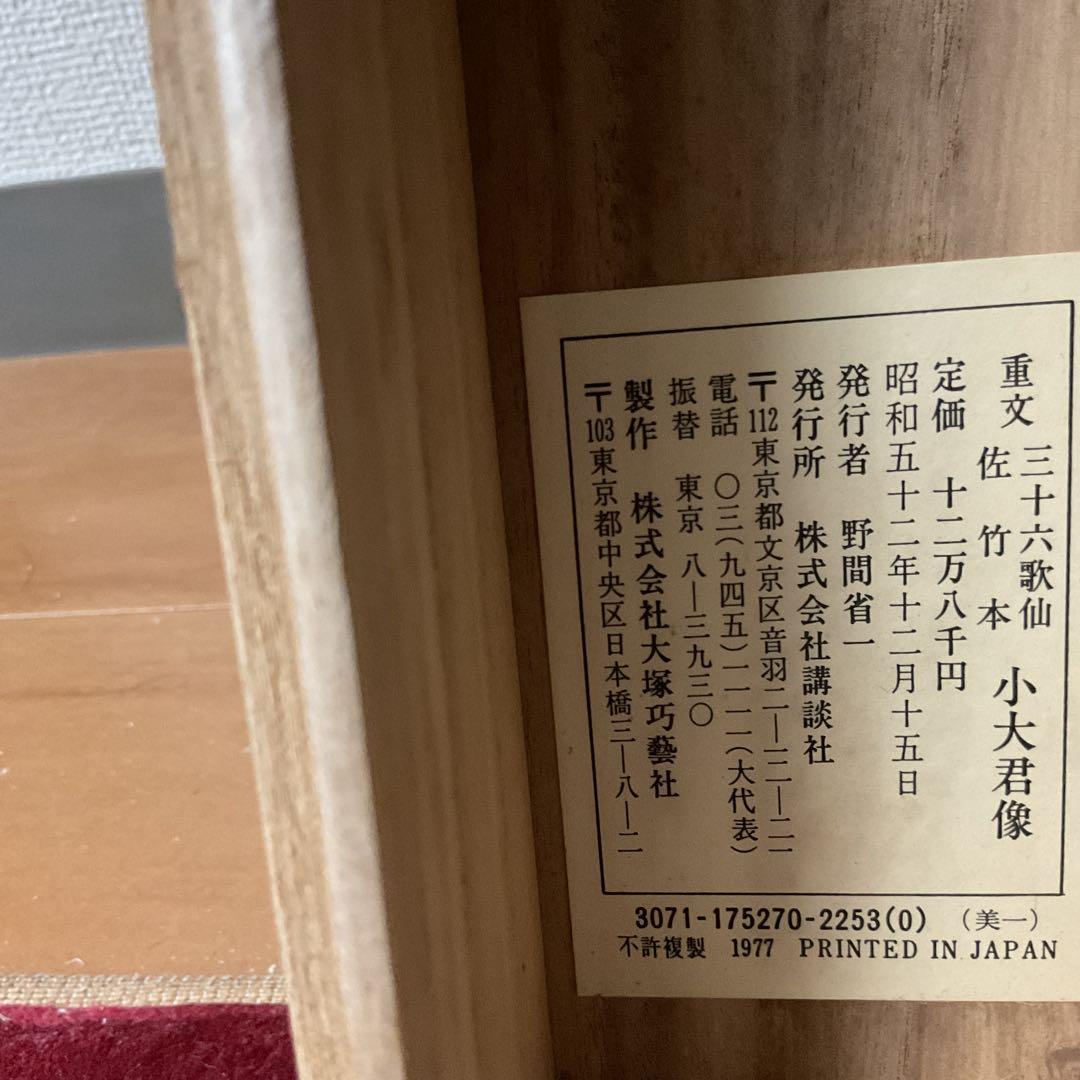 重文 三十六歌仙
佐竹本 小大君像
定価 十二万八千円
昭和五十二年十二月十五日
発行者 野間省一
発行所 株式会社講談社
〒112東京都文京区音羽二―一二―二一
電話 〇三(九四五)一一一一(大代表)
振替 東京 八―三九三〇
製作 株式会社大塚巧藝社
〒103東京都中央区日本橋三―八―二
3071-175270-2253(0) (美一)
不許複製 1977 PRINTED IN JAPAN